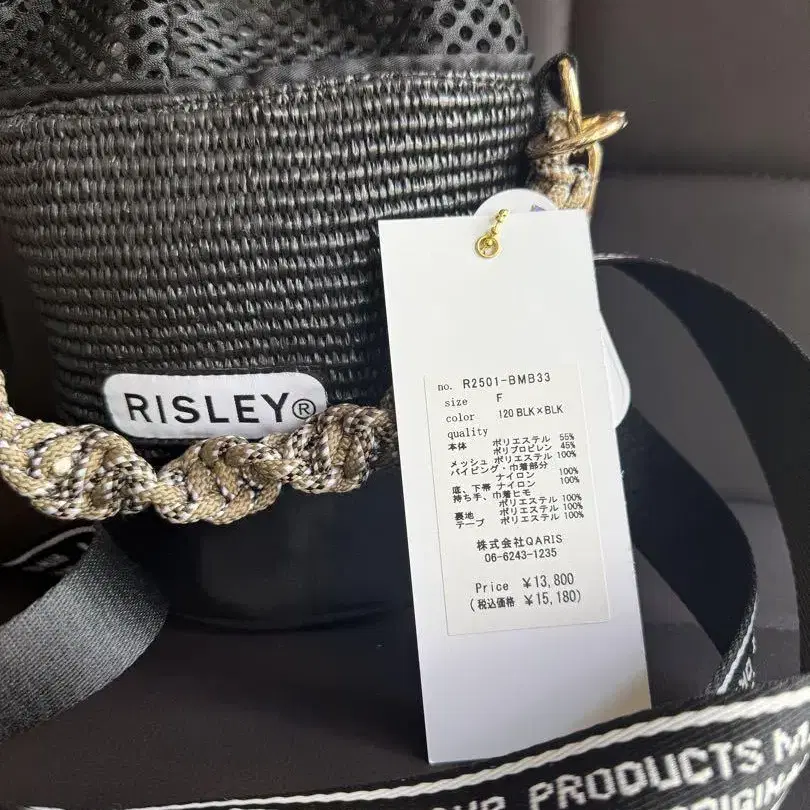 RISLEY®
no. R2501-BMB33
size F
color 120 BLK×BLK
quality
本体 ポリエステル 55%
ポリプロピレン 45%
メッシュ ポリエステル 100%
パイピング・巾着部分
ナイロン 100%
底、下帯 ナイロン 100%
持ち手、巾着ヒモ
ポリエステル 100%
裏地 ポリエステル 100%
テープ ポリエステル 100%
株式会社QARIS
06-6243-1235
Price ¥13,800
(税込価格 ¥15,180)
PRODUCTS